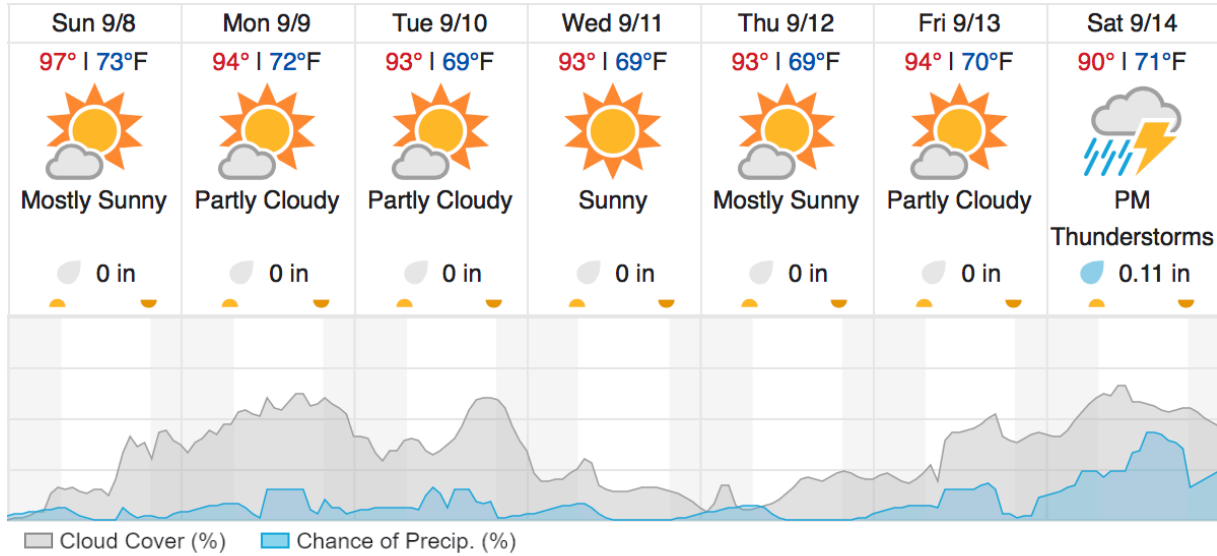 Sun 9/8 Mon 9/9 Tue 9/10 Wed 9/11 Thu 9/12 Fri 9/13 Sat 9/14
97° | 73°F 94° | 72°F 93° | 69°F 93° | 69°F 93° | 69°F 94° | 70°F 90° | 71°F
Mostly Sunny Partly Cloudy Partly Cloudy Sunny Mostly Sunny Partly Cloudy PM
Thunderstorms
0 in 0 in 0 in 0 in 0 in 0 in 0.11 in
Cloud Cover (%) Chance of Precip. (%)